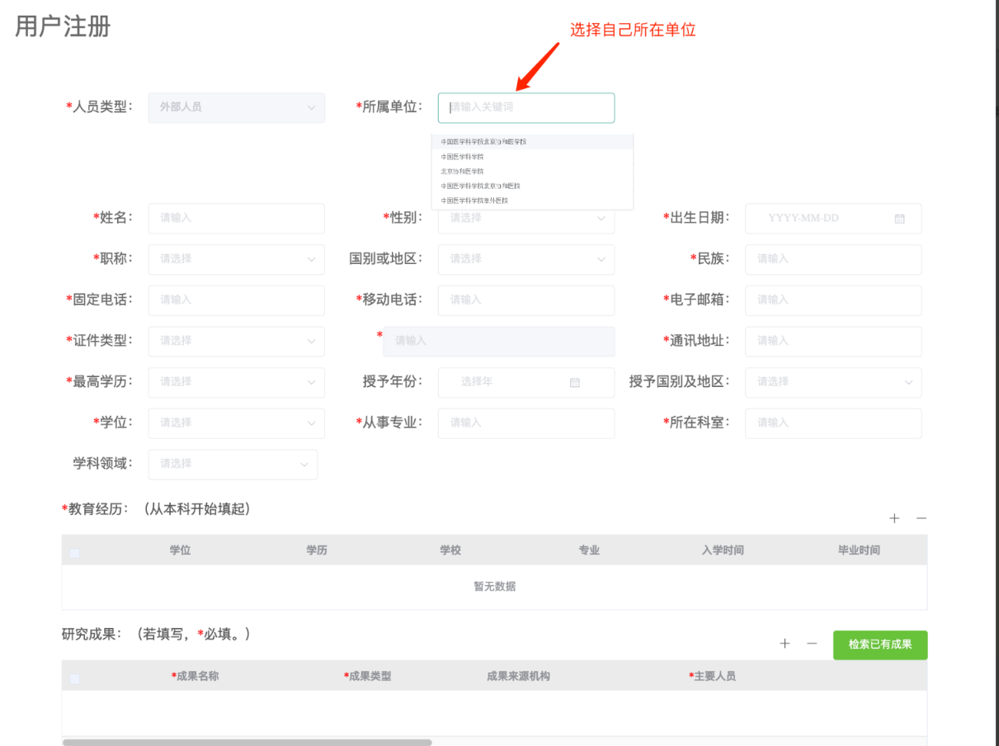 用户注册
选择自己所在单位
*人员类型： 外部人员 *所属单位： 请输入关键词
中国医学科学院北京协和医学院
中国医学科学院
北京协和医学院
中国医学科学院北京协和医院
中国医学科学院阜外医院
*姓名： 请输入 *性别： 请选择 *出生日期： YYYY-MM-DD
*职称： 请选择 国别或地区： 请选择 *民族： 请输入
*固定电话： 请输入 *移动电话： 请输入 *电子邮箱： 请输入
*证件类型： 请选择 * 请输入 *通讯地址： 请输入
*最高学历： 请选择 授予年份： 选择年 授予国别及地区： 请选择
*学位： 请选择 *从事专业： 请输入 *所在科室： 请输入
学科领域： 请选择
*教育经历：（从本科开始填起）
学位 学历 学校 专业 入学时间 毕业时间
暂无数据
研究成果：（若填写，*必填。）
检索已有成果
*成果名称 *成果类型 成果来源机构 *主要人员